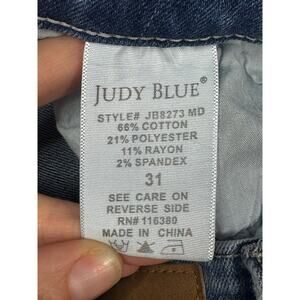 JUDY BLUE®
STYLE# JB8273 MD
66% COTTON
21% POLYESTER
11% RAYON
2% SPANDEX
31
SEE CARE ON
REVERSE SIDE
RN# 116380
MADE IN CHINA